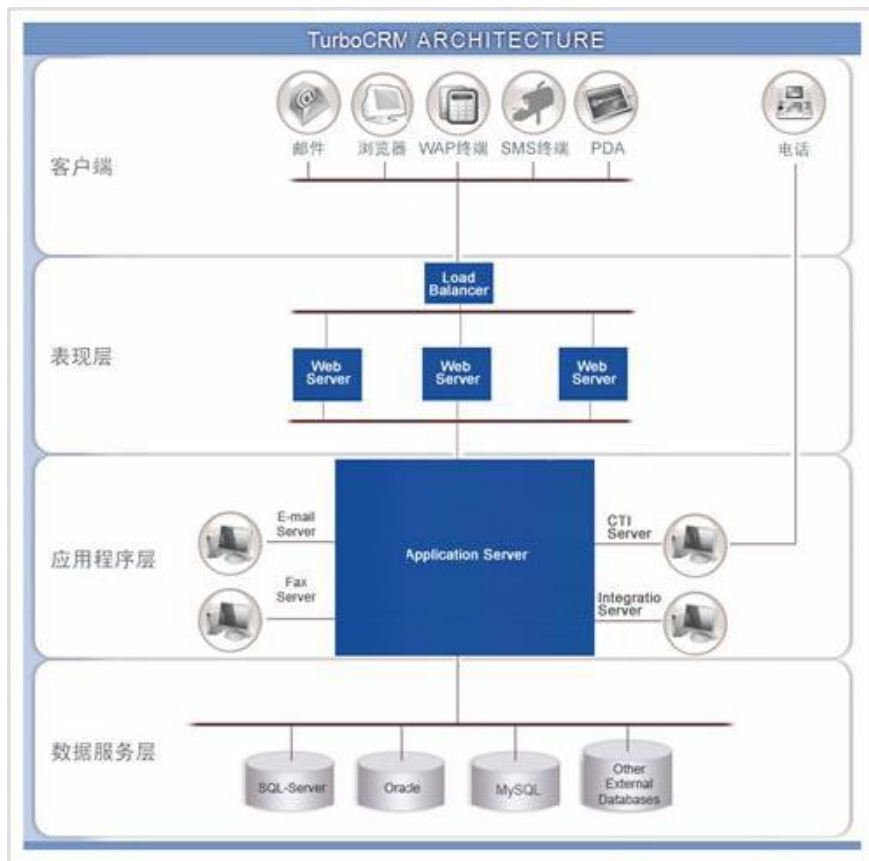 TurboCRM ARCHITECTURE
邮件
浏览器
WAP终端
SMS终端
PDA
电话
客户端
Load
Balancer
表现层
Web
Server
Web
Server
Web
Server
E-mail
Server
CTI
Server
Application Server
应用程序层
Fax
Server
Integratio
Server
数据服务层
SQL-Server
Oracle
MySQL
Other
External
Databases